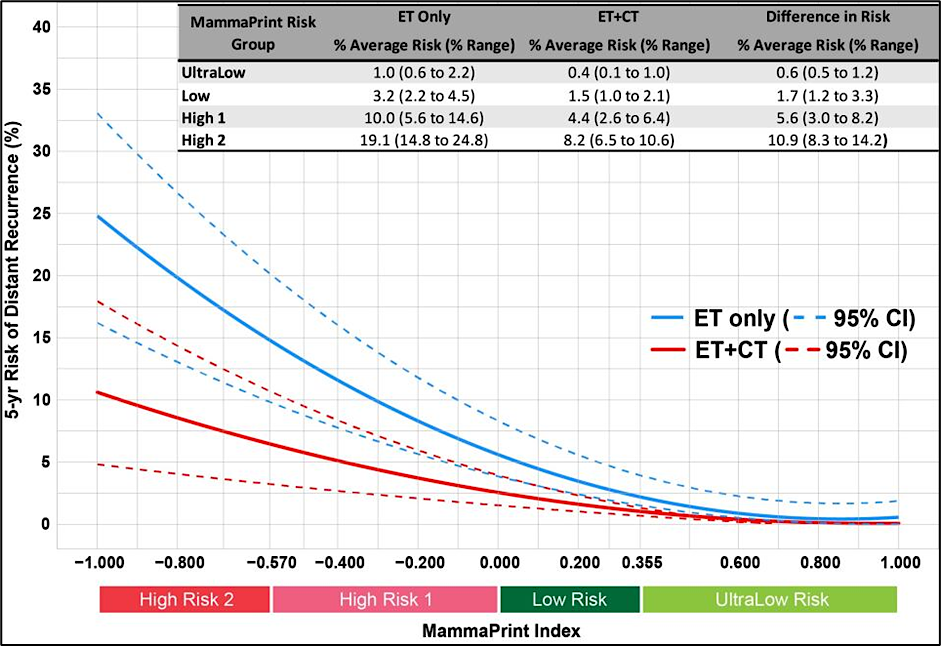 MammaPrint Risk Group ET Only ET+CT Difference in Risk
% Average Risk (% Range) % Average Risk (% Range) % Average Risk (% Range)
UltraLow 1.0 (0.6 to 2.2) 0.4 (0.1 to 1.0) 0.6 (0.5 to 1.2)
Low 3.2 (2.2 to 4.5) 1.5 (1.0 to 2.1) 1.7 (1.2 to 3.3)
High 1 10.0 (5.6 to 14.6) 4.4 (2.6 to 6.4) 5.6 (3.0 to 8.2)
High 2 19.1 (14.8 to 24.8) 8.2 (6.5 to 10.6) 10.9 (8.3 to 14.2)
5-yr Risk of Distant Recurrence (%)
40
35
30
25
20
15
10
5
0
ET only ( 95% CI)
ET+CT ( 95% CI)
−1.000 −0.800 −0.570 −0.400 −0.200 0.000 0.200 0.355 0.600 0.800 1.000
High Risk 2 High Risk 1 Low Risk UltraLow Risk
MammaPrint Index